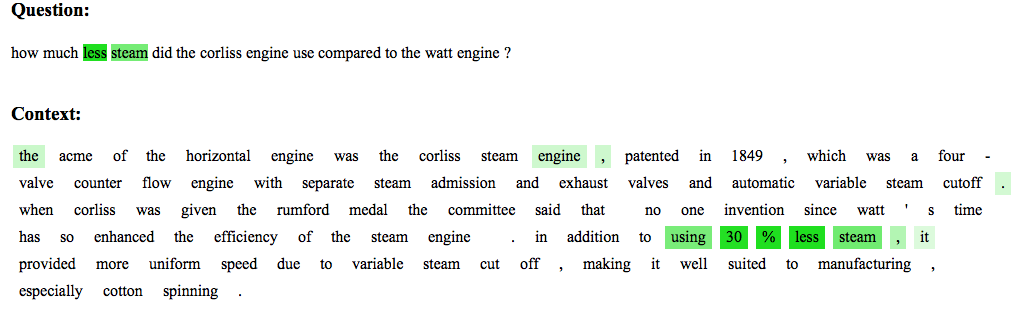 Question:
how much less steam did the corliss engine use compared to the watt engine ?
Context:
the acme of the horizontal engine was the corliss steam engine , patented in 1849 , which was a four -
valve counter flow engine with separate steam admission and exhaust valves and automatic variable steam cutoff .
when corliss was given the rumford medal the committee said that no one invention since watt ' s time
has so enhanced the efficiency of the steam engine . in addition to using 30 % less steam , it
provided more uniform speed due to variable steam cut off , making it well suited to manufacturing ,
especially cotton spinning .